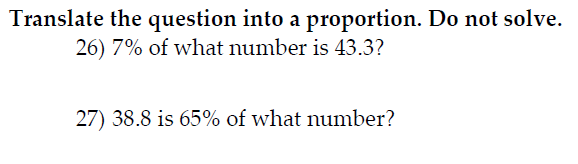 Translate the question into a proportion. Do not solve.
26) 7% of what number is 43.3?
27) 38.8 is 65% of what number?